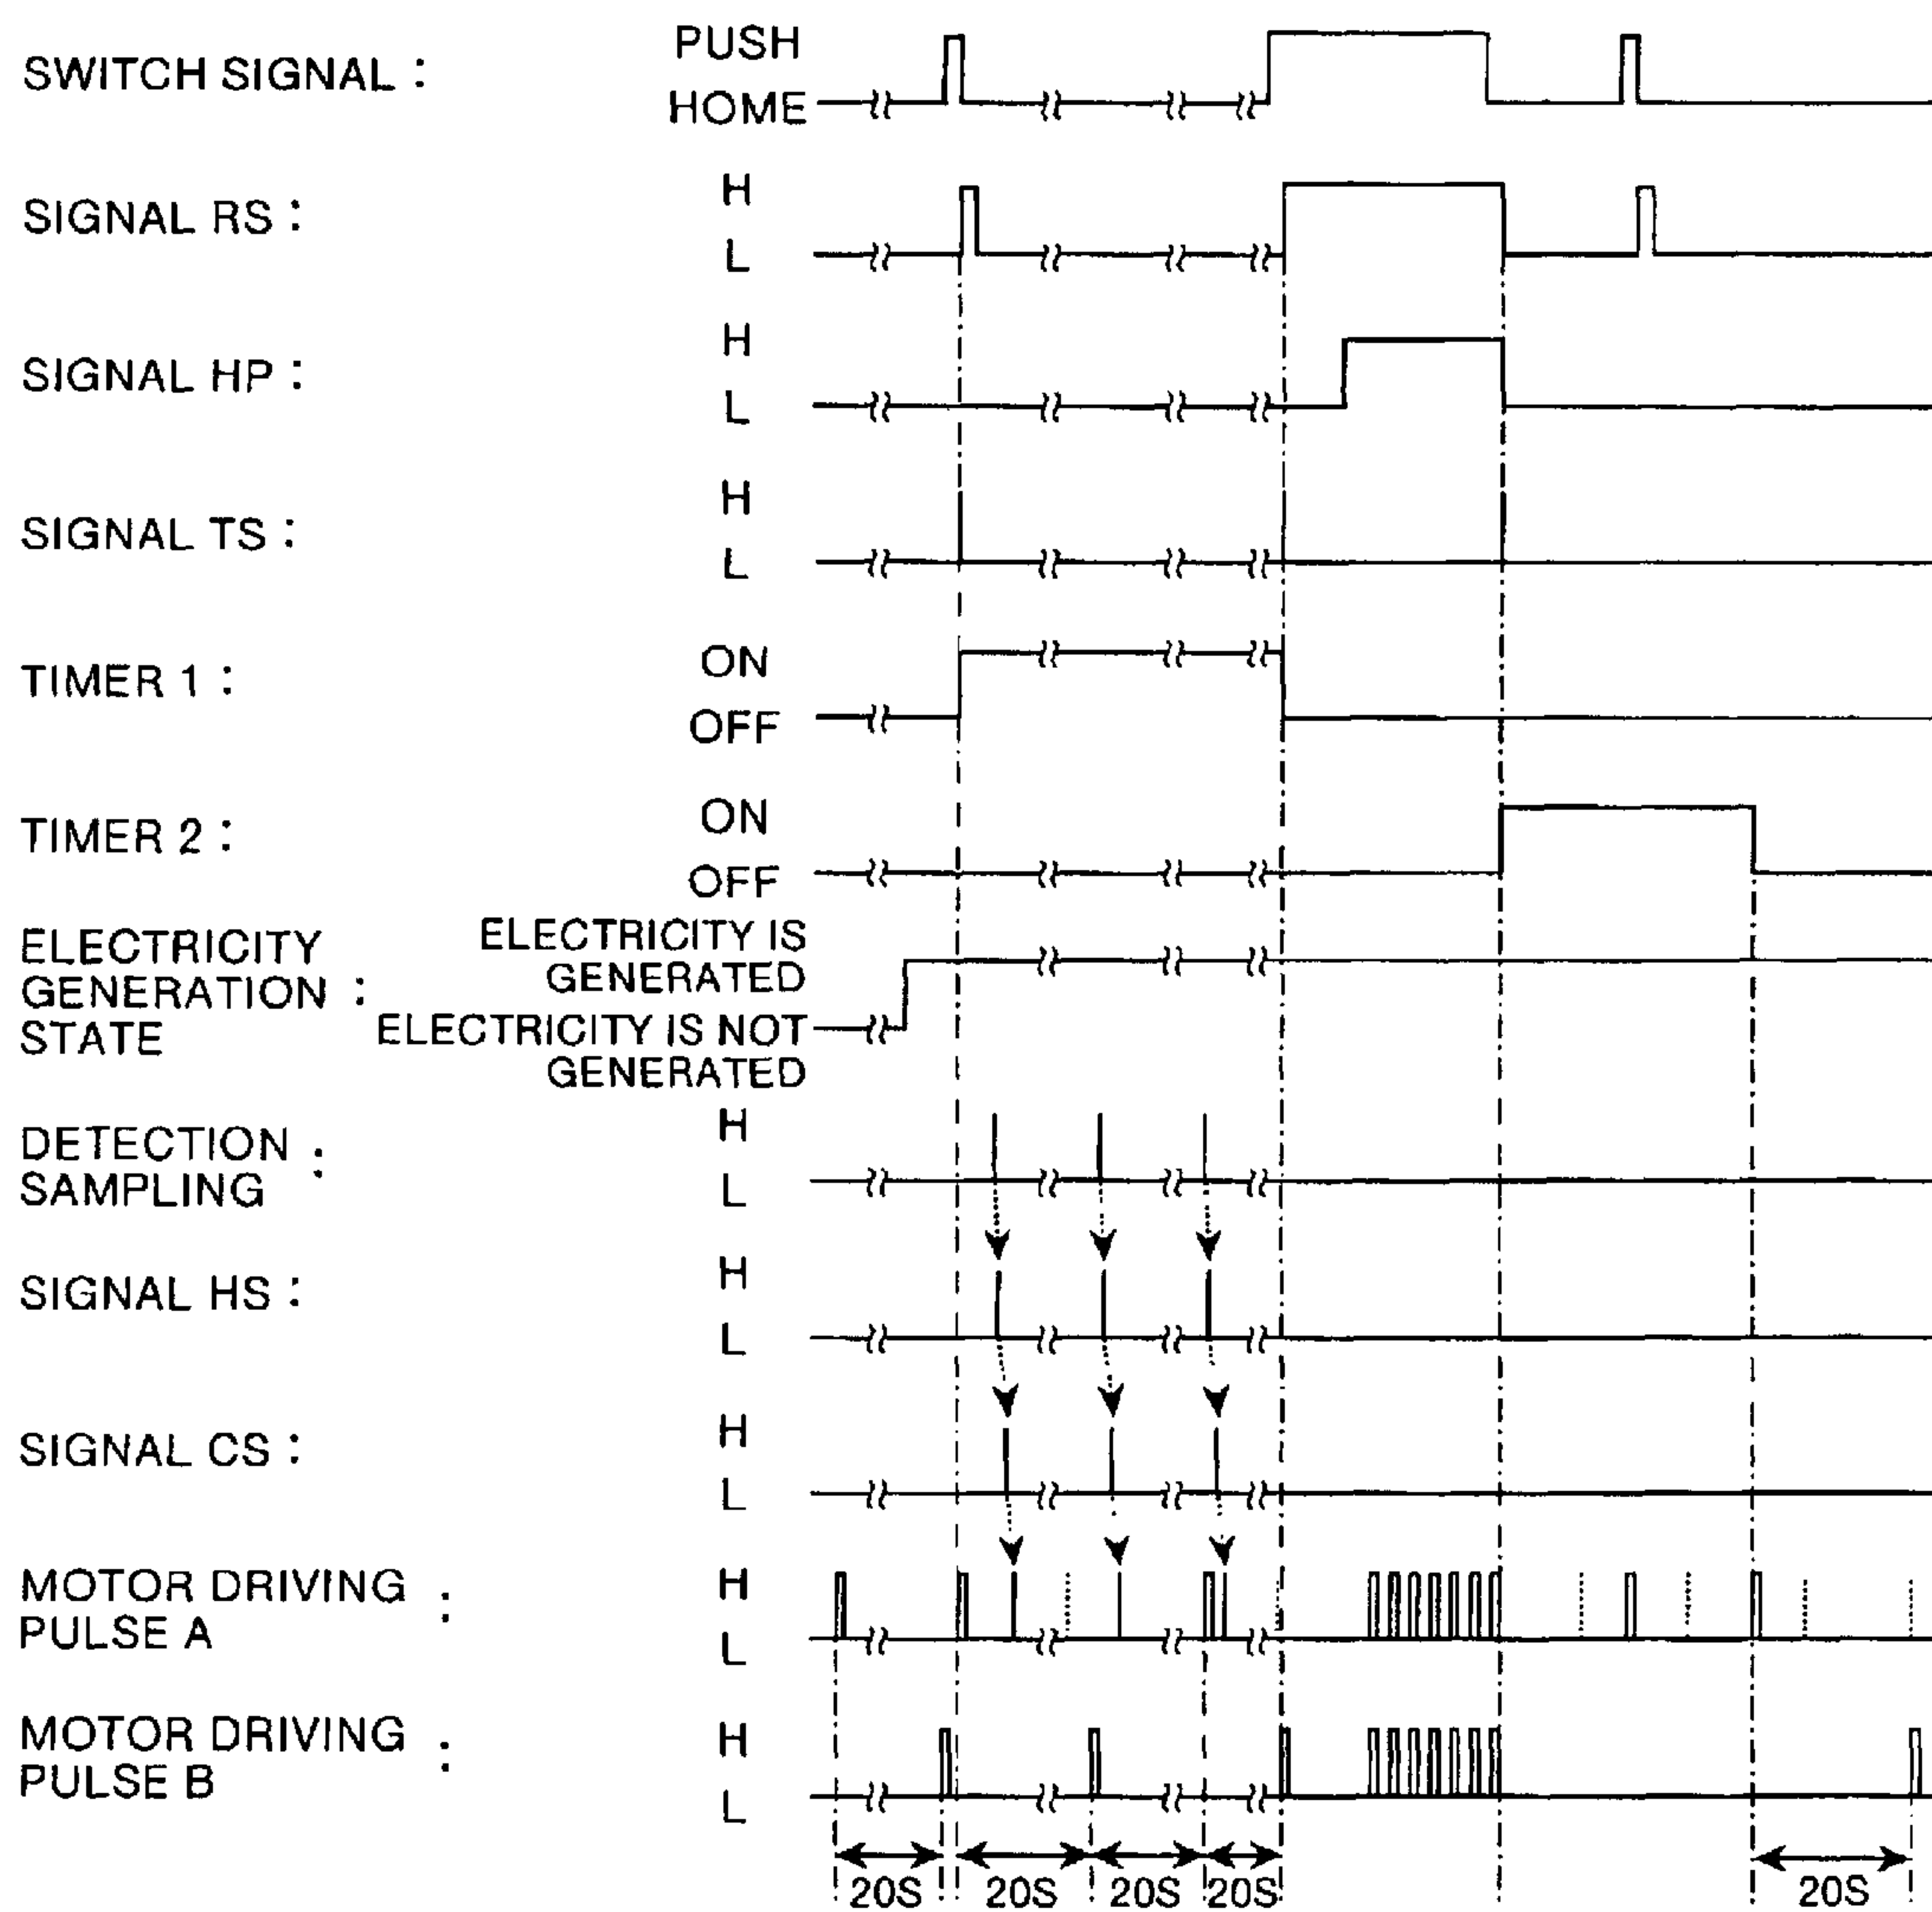 SWITCH SIGNAL :
PUSH
HOME
SIGNAL RS :
H
L
SIGNAL HP :
H
L
SIGNAL TS :
H
L
TIMER 1 :
ON
OFF
TIMER 2 :
ON
OFF
ELECTRICITY
GENERATION :
STATE
ELECTRICITY IS
GENERATED
ELECTRICITY IS NOT
GENERATED
DETECTION :
SAMPLING
H
L
SIGNAL HS :
H
L
SIGNAL CS :
H
L
MOTOR DRIVING :
PULSE A
H
L
MOTOR DRIVING :
PULSE B
H
L
20S 20S 20S 20S 20S